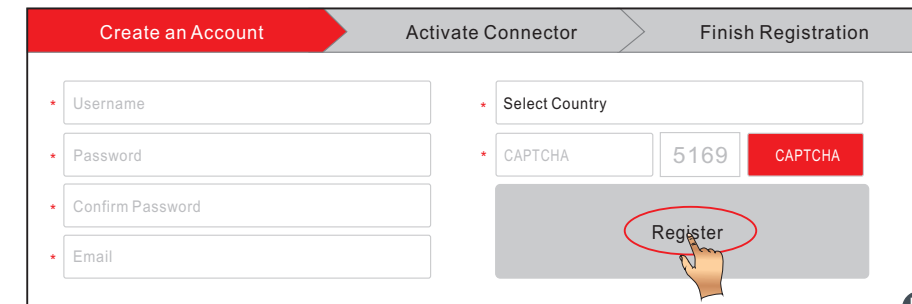 Create an Account
Activate Connector
Finish Registration
* Username
* Password
* Confirm Password
* Email
* Select Country
* CAPTCHA 5169 CAPTCHA
Register